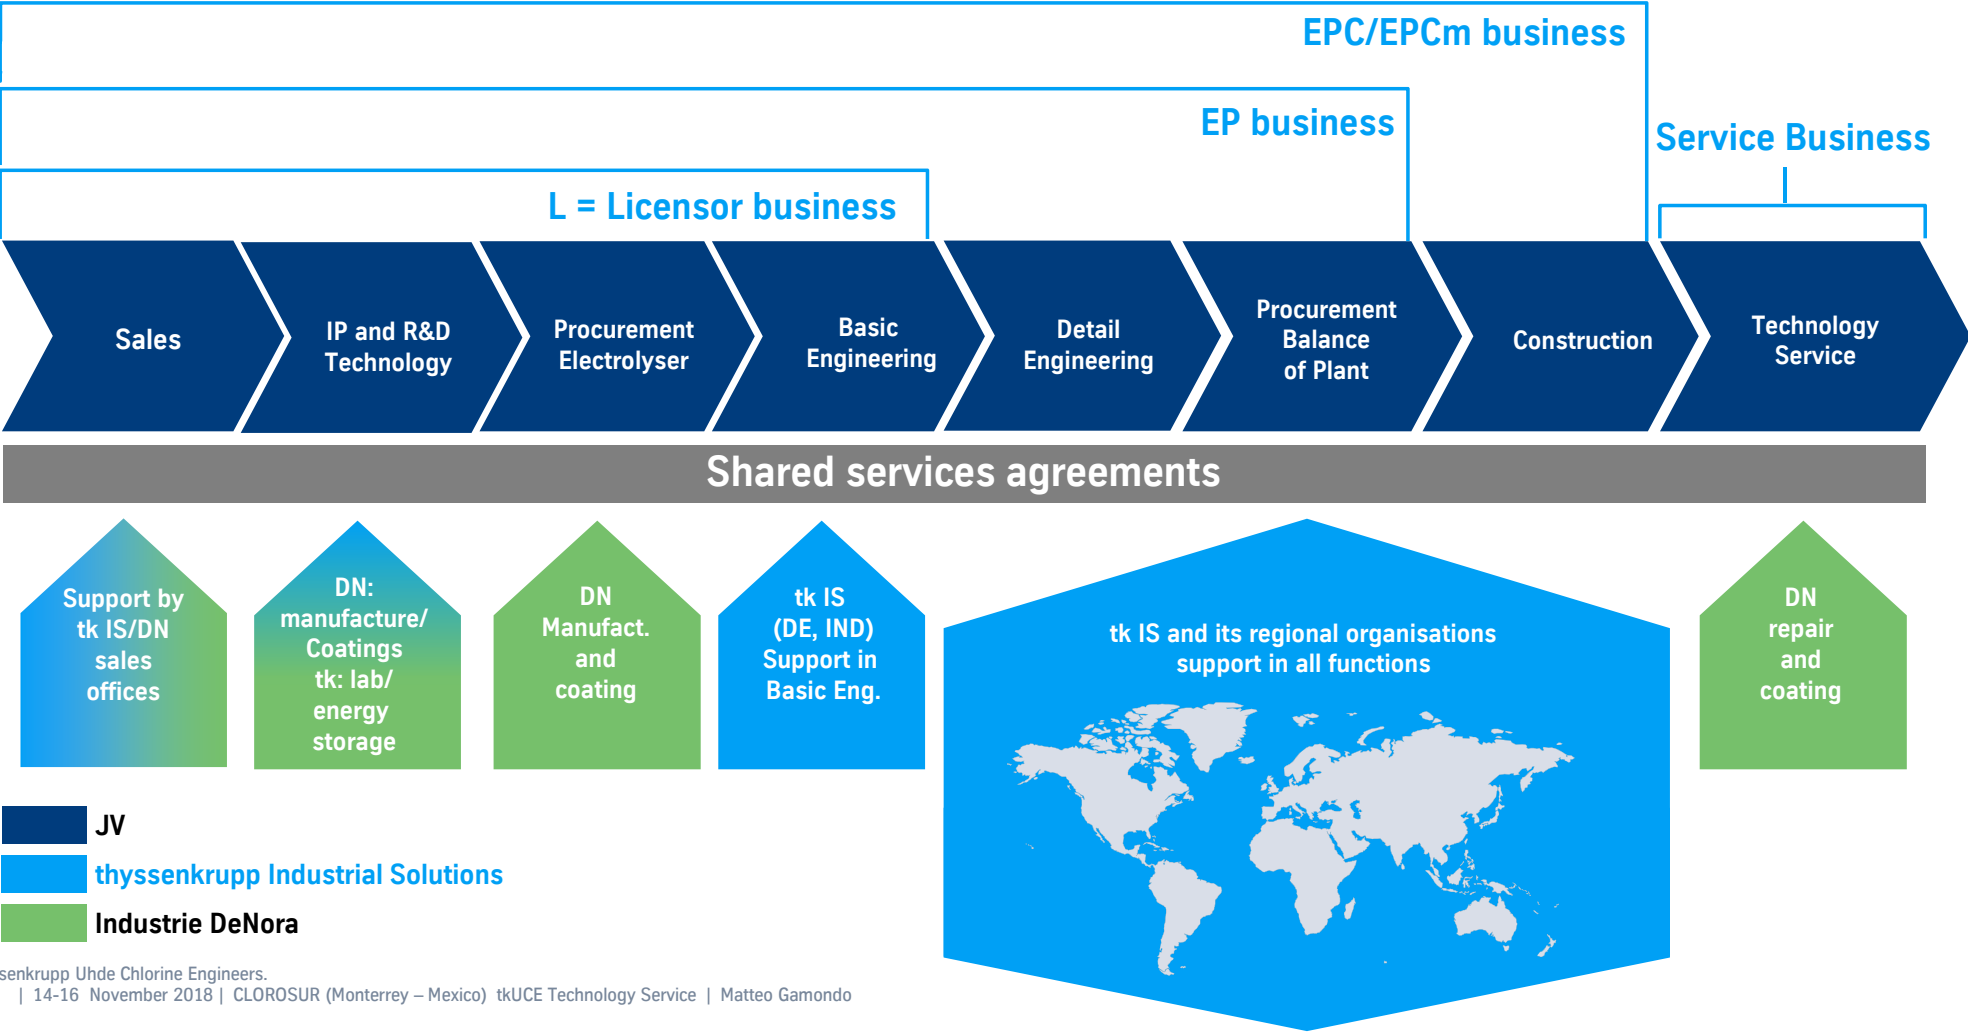 EPC/EPCm business
EP business
Service Business
L = Licensor business
Sales
IP and R&D
Technology
Procurement
Electrolyser
Basic
Engineering
Detail
Engineering
Procurement
Balance
of Plant
Construction
Technology
Service
Shared services agreements
Support by
tk IS/DN
sales
offices
DN:
manufacture/
Coatings
tk: lab/
energy
storage
DN
Manufact.
and
coating
tk IS
(DE, IND)
Support in
Basic Eng.
tk IS and its regional organisations
support in all functions
DN
repair
and
coating
JV
thyssenkrupp Industrial Solutions
Industrie DeNora
senkrupp Uhde Chlorine Engineers.
| 14-16 November 2018 | CLOROSUR (Monterrey – Mexico) tkUCE Technology Service | Matteo Gamondo